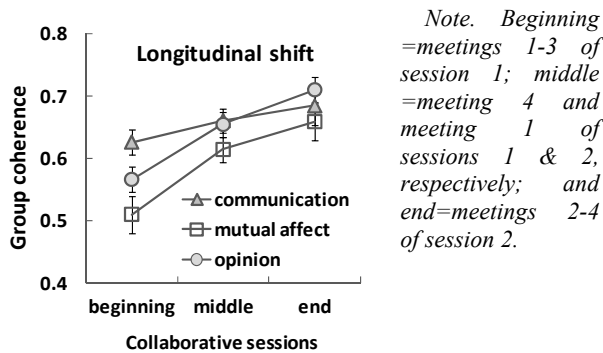 0.8
Longitudinal shift
0.7
0.6
0.5
0.4
Group coherence
communication
mutual affect
opinion
beginning middle end
Collaborative sessions
Note. Beginning
=meetings 1-3 of
session 1; middle
=meeting 4 and
meeting 1 of
sessions 1 & 2,
respectively; and
end=meetings 2-4
of session 2.